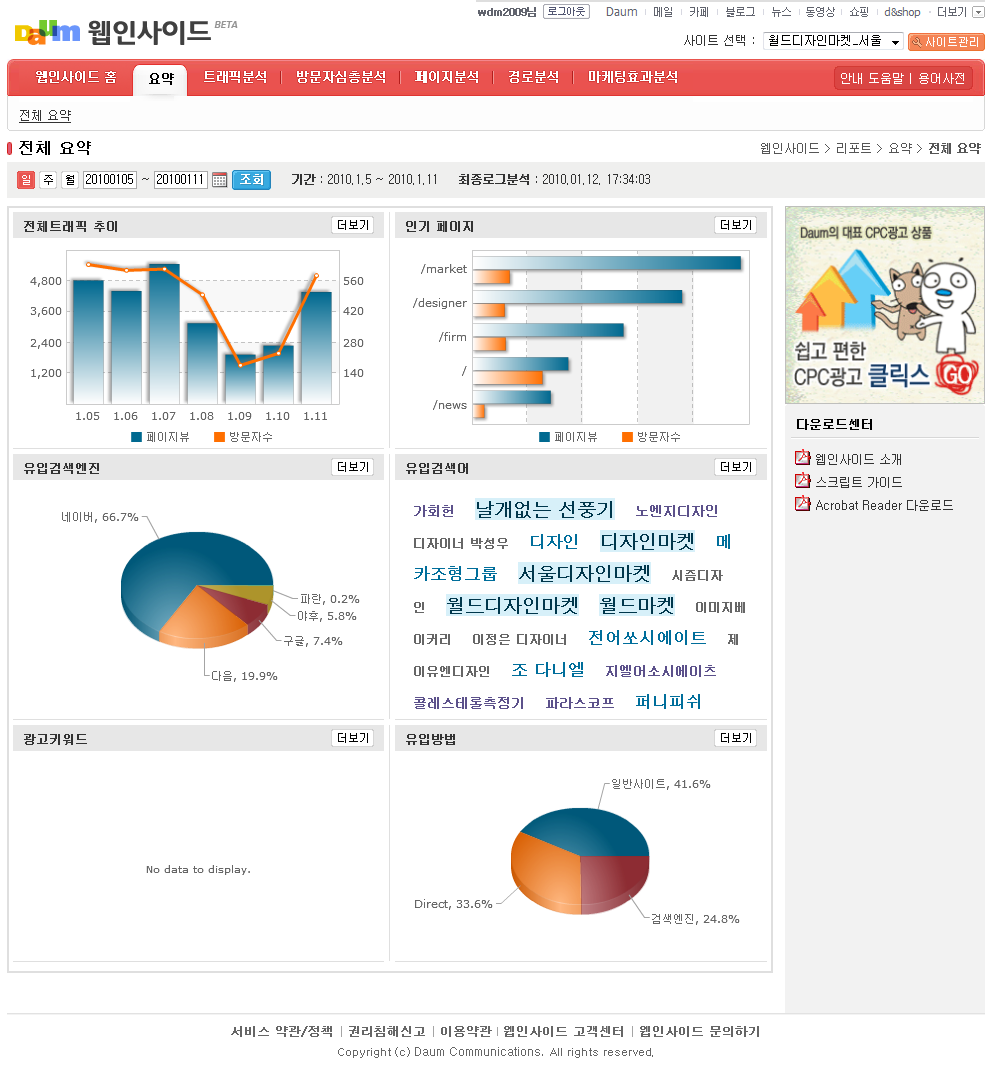 wdm2009님 로그아웃 Daum 메일 카페 블로그 뉴스 동영상 쇼핑 d&shop 더보기
Daum 웹인사이드 BETA
사이트 선택 : 월드디자인마켓_서울 사이트관리
웹인사이드 홈 요약 트래픽분석 방문자심층분석 페이지분석 경로분석 마케팅효과분석 안내 도움말 | 용어사전
전체 요약
전체 요약
웹인사이드 > 리포트 > 요약 > 전체 요약
일 주 월 20100105 ~ 20100111 조회 기간 : 2010.1.5 ~ 2010.1.11 최종로그분석 : 2010.01.12. 17:34:03
전체트래픽 추이 더보기
4,800 560
3,600 420
2,400 280
1,200 140
1.05 1.06 1.07 1.08 1.09 1.10 1.11
페이지뷰 방문자수
인기 페이지 더보기
/market
/designer
/firm
/
/news
페이지뷰 방문자수
Daum의 대표 CPC광고 상품
쉽고 편한
CPC광고 클릭스 GO
다운로드센터
웹인사이드 소개
스크립트 가이드
Acrobat Reader 다운로드
유입검색엔진 더보기
네이버, 66.7%
파란, 0.2%
야후, 5.8%
구글, 7.4%
다음, 19.9%
유입검색어 더보기
가회헌 날개없는 선풍기 노엔지디자인
디자이너 박성우 디자인 디자인마켓 메
카조형그룹 서울디자인마켓 시즘디자
인 월드디자인마켓 월드마켓 이미지베
이커리 이정은 디자이너 전어쏘시에이트 제
이유엔디자인 조 다니엘 지엘어소시에이츠
콜레스테롤측정기 파라스코프 퍼니피쉬
광고키워드 더보기
No data to display.
유입방법 더보기
일반사이트, 41.6%
Direct, 33.6%
검색엔진, 24.8%
서비스 약관/정책 | 권리침해신고 | 이용약관 | 웹인사이드 고객센터 | 웹인사이드 문의하기
Copyright (c) Daum Communications. All rights reserved.